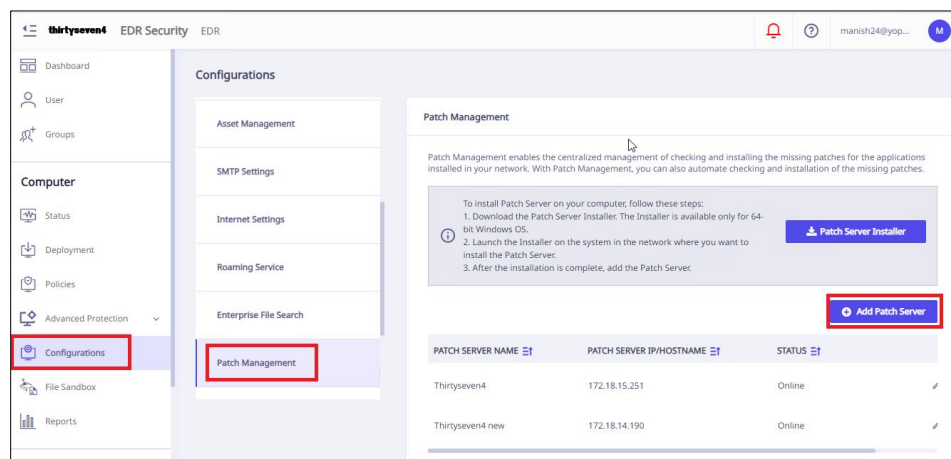 thirtyseven4 EDR Security EDR
manish24@yop...
M
Dashboard
User
Groups
Computer
Status
Deployment
Policies
Advanced Protection
Configurations
File Sandbox
Reports
Configurations
Asset Management
SMTP Settings
Internet Settings
Roaming Service
Enterprise File Search
Patch Management
Patch Management
Patch Management enables the centralized management of checking and installing the missing patches for the applications
installed in your network. With Patch Management, you can also automate checking and installation of the missing patches.
To install Patch Server on your computer, follow these steps:
1. Download the Patch Server Installer. The Installer is available only for 64-
bit Windows OS.
2. Launch the Installer on the system in the network where you want to
install the Patch Server.
3. After the installation is complete, add the Patch Server.
Patch Server Installer
Add Patch Server
PATCH SERVER NAME PATCH SERVER IP/HOSTNAME STATUS
Thirtyseven4 172.18.15.251 Online
Thirtyseven4 new 172.18.14.190 Online